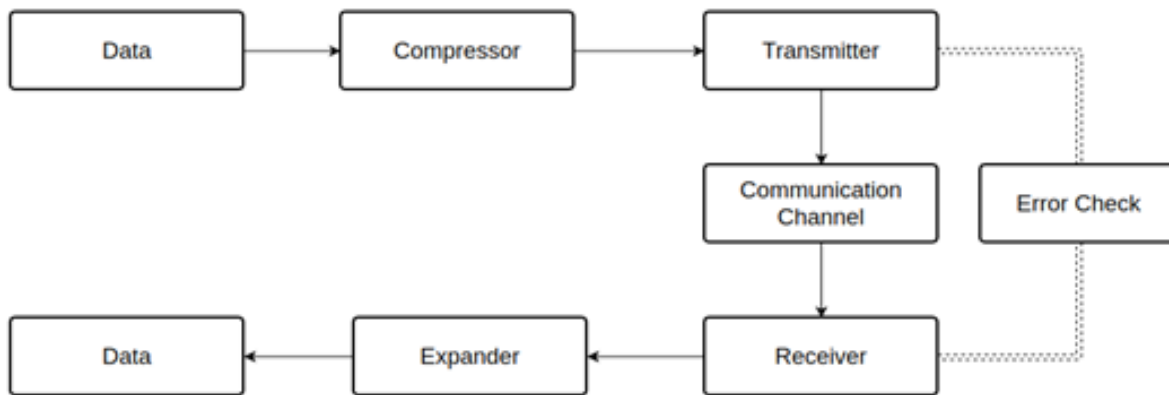 Data
Compressor
Transmitter
Communication
Channel
Error Check
Data
Expander
Receiver